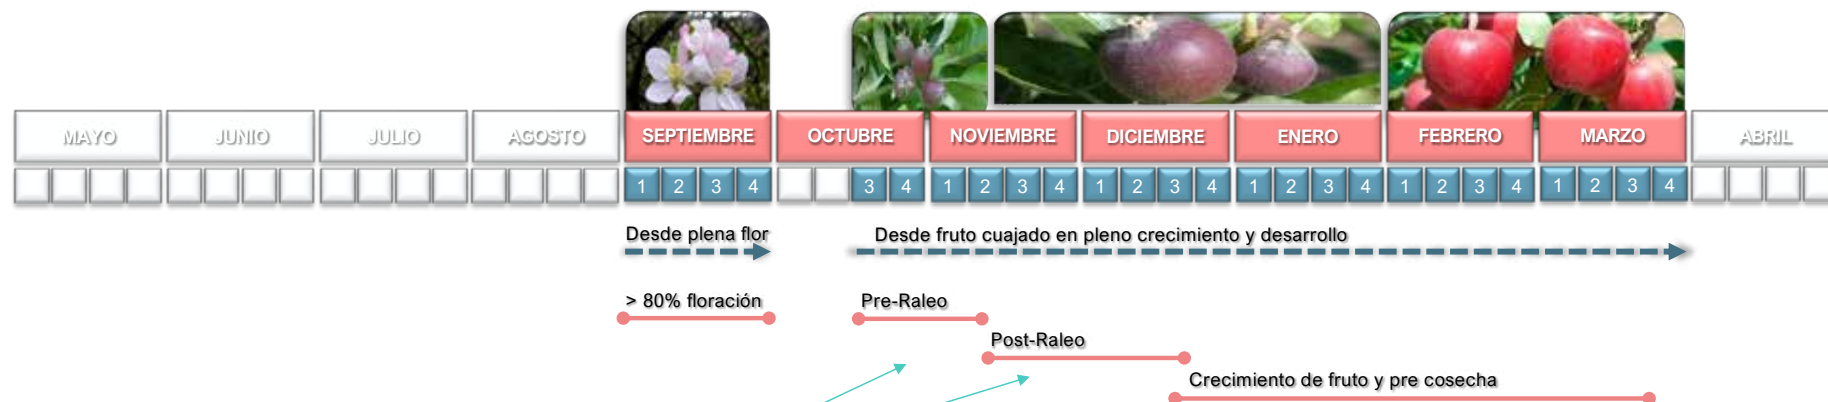 MAYO JUNIO JULIO AGOSTO SEPTIEMBRE OCTUBRE NOVIEMBRE DICIEMBRE ENERO FEBRERO MARZO ABRIL
1 2 3 4 3 4 1 2 3 4 1 2 3 4 1 2 3 4 1 2 3 4 1 2 3 4
Desde plena flor Desde fruto cuajado en pleno crecimiento y desarrollo
> 80% floración Pre-Raleo
Post-Raleo
Crecimiento de fruto y pre cosecha